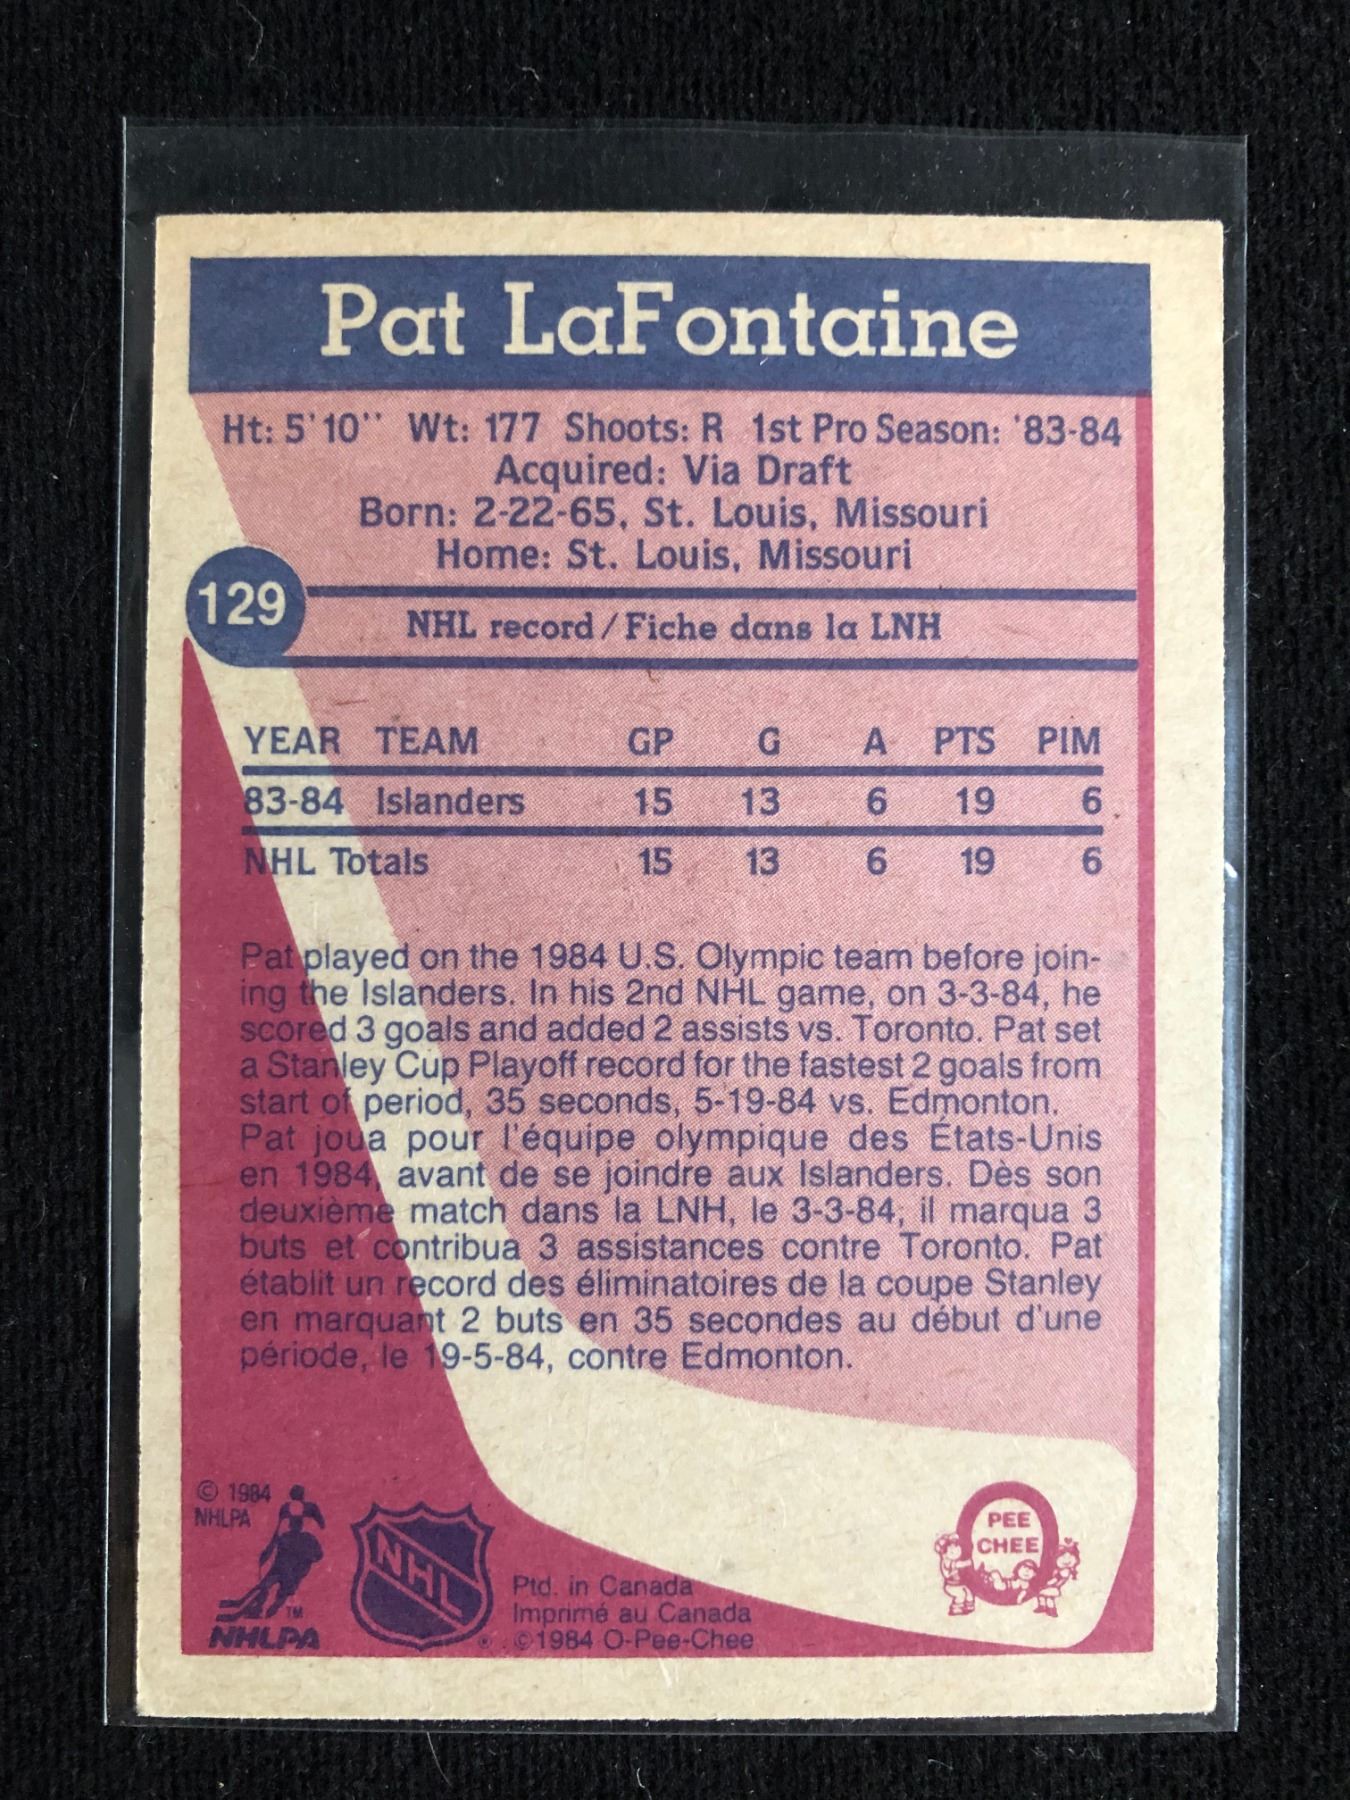 Pat LaFontaine
Ht: 5'10'' Wt: 177 Shoots: R 1st Pro Season: '83-84
Acquired: Via Draft
Born: 2-22-65, St. Louis, Missouri
Home: St. Louis, Missouri
129
NHL record/Fiche dans la LNH
YEAR TEAM GP G A PTS PIM
83-84 Islanders 15 13 6 19 6
NHL Totals 15 13 6 19 6
Pat played on the 1984 U.S. Olympic team before join-
ing the Islanders. In his 2nd NHL game, on 3-3-84, he
scored 3 goals and added 2 assists vs. Toronto. Pat set
a Stanley Cup Playoff record for the fastest 2 goals from
start of period, 35 seconds, 5-19-84 vs. Edmonton.
Pat joua pour l'équipe olympique des États-Unis
en 1984, avant de se joindre aux Islanders. Dès son
deuxième match dans la LNH, le 3-3-84, il marqua 3
buts et contribua 3 assistances contre Toronto. Pat
établit un record des éliminatoires de la coupe Stanley
en marquant 2 buts en 35 secondes au début d'une
période, le 19-5-84, contre Edmonton.
© 1984
NHLPA
TM
NHLPA
NHL
®
Ptd. in Canada
Imprimé au Canada
©1984 O-Pee-Chee
O
PEE
CHEE